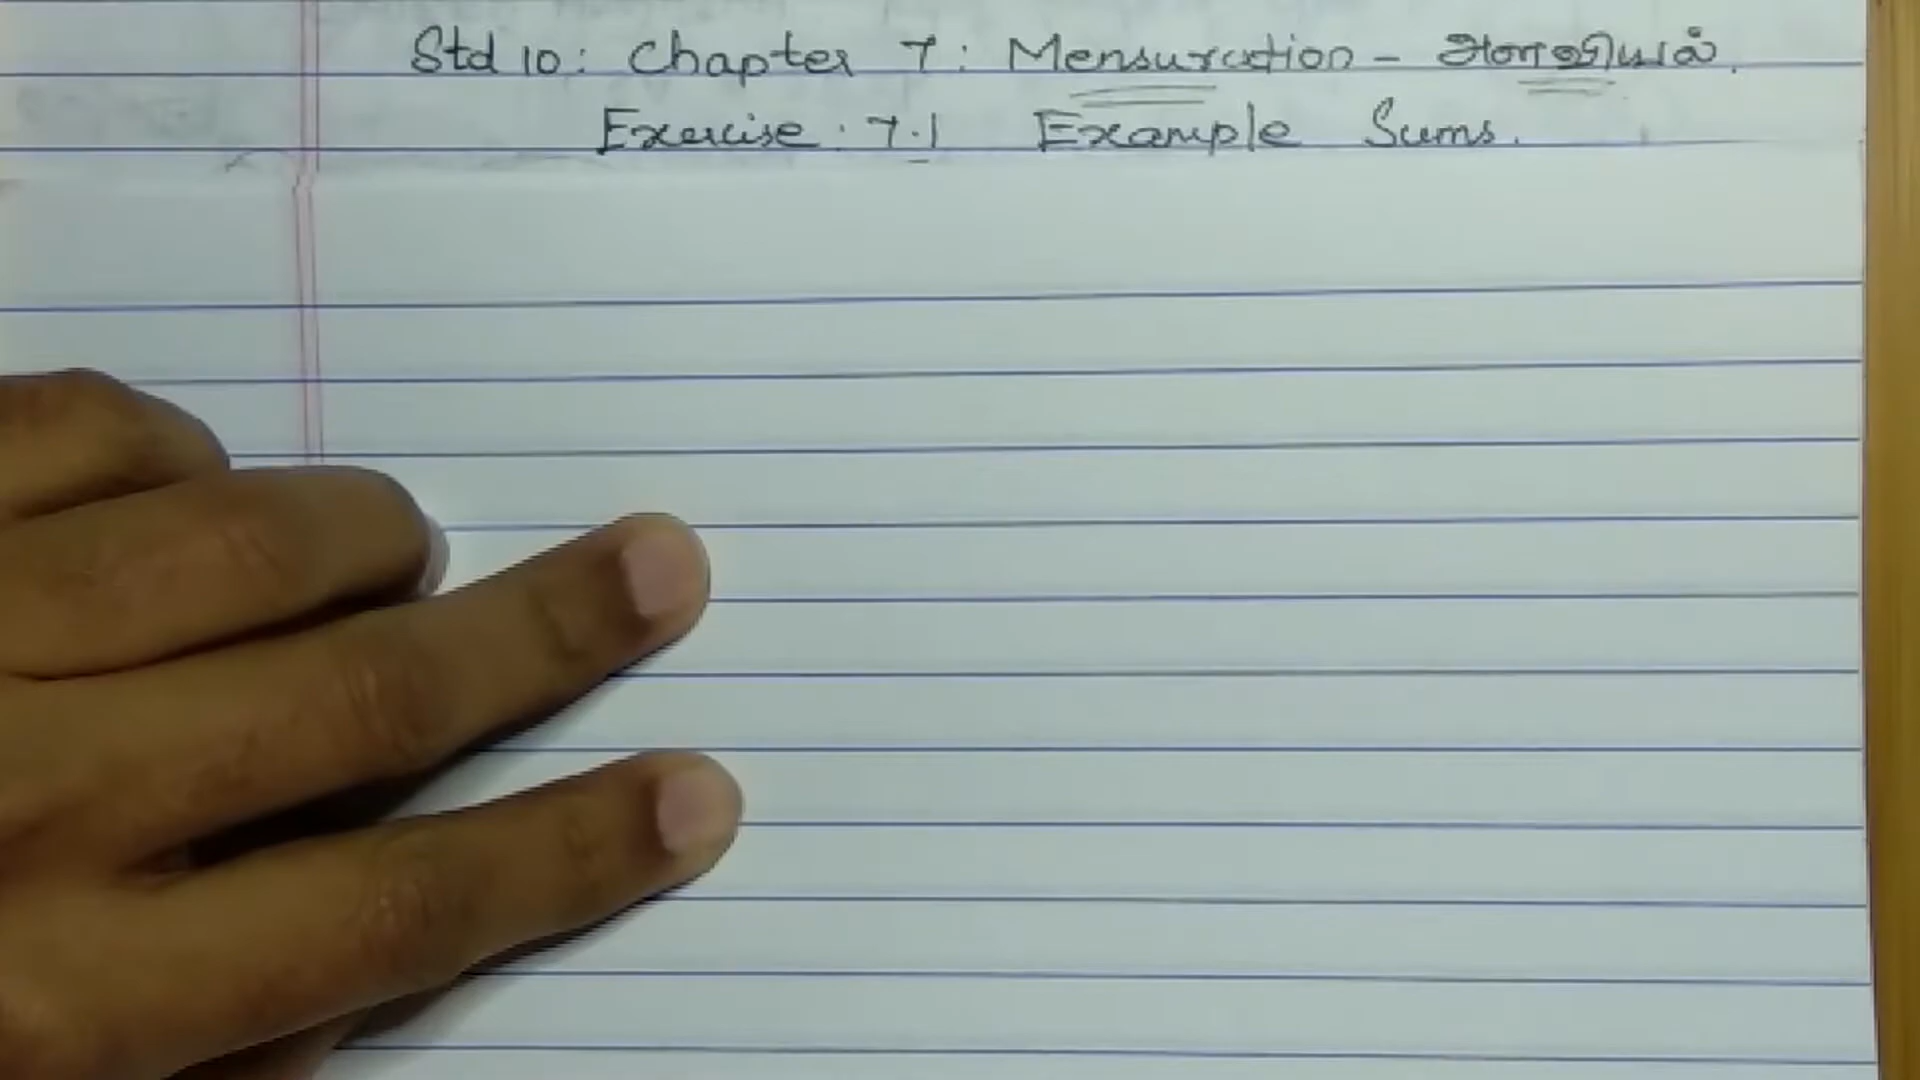 Std 10: Chapter 7: Mensuration - அளவியல்.
Exercise: 7.1 Example Sums.